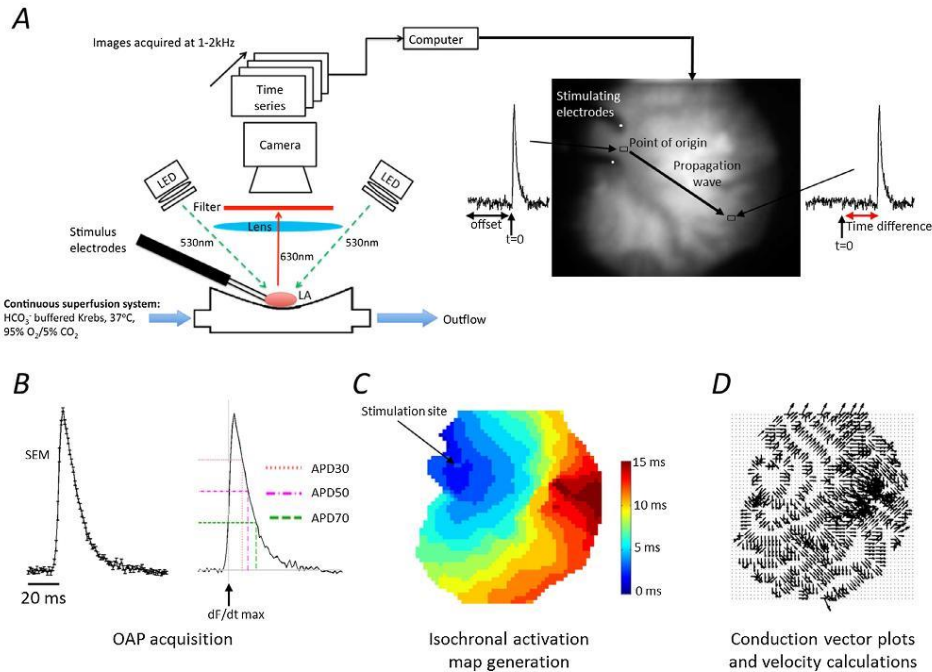 A
Images acquired at 1-2kHz
Computer
Time
series
Camera
LED
LED
Filter
Lens
Stimulus
electrodes
530nm
630nm
530nm
LA
Continuous superfusion system:
HCO₃⁻ buffered Krebs, 37⁰C,
95% O₂/5% CO₂
Outflow
Stimulating
electrodes
Point of origin
Propagation
wave
offset
t=0
Time difference
t=0
B
SEM
20 ms
APD30
APD50
APD70
dF/dt max
OAP acquisition
C
Stimulation site
15 ms
10 ms
5 ms
0 ms
Isochronal activation
map generation
D
Conduction vector plots
and velocity calculations